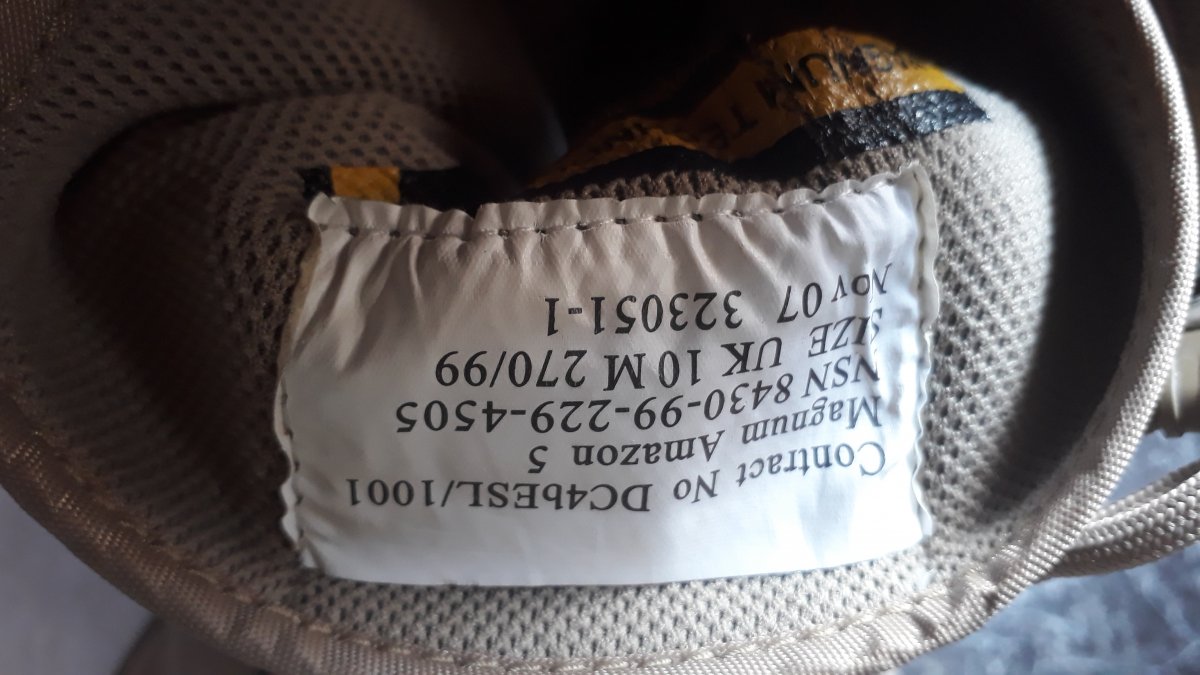 Contract No DC4bESL/1001
Magnum Amazon 5
NSN 8430-99-229-4505
SIZE UK 10 M 270/99
Nov 07 323051-1